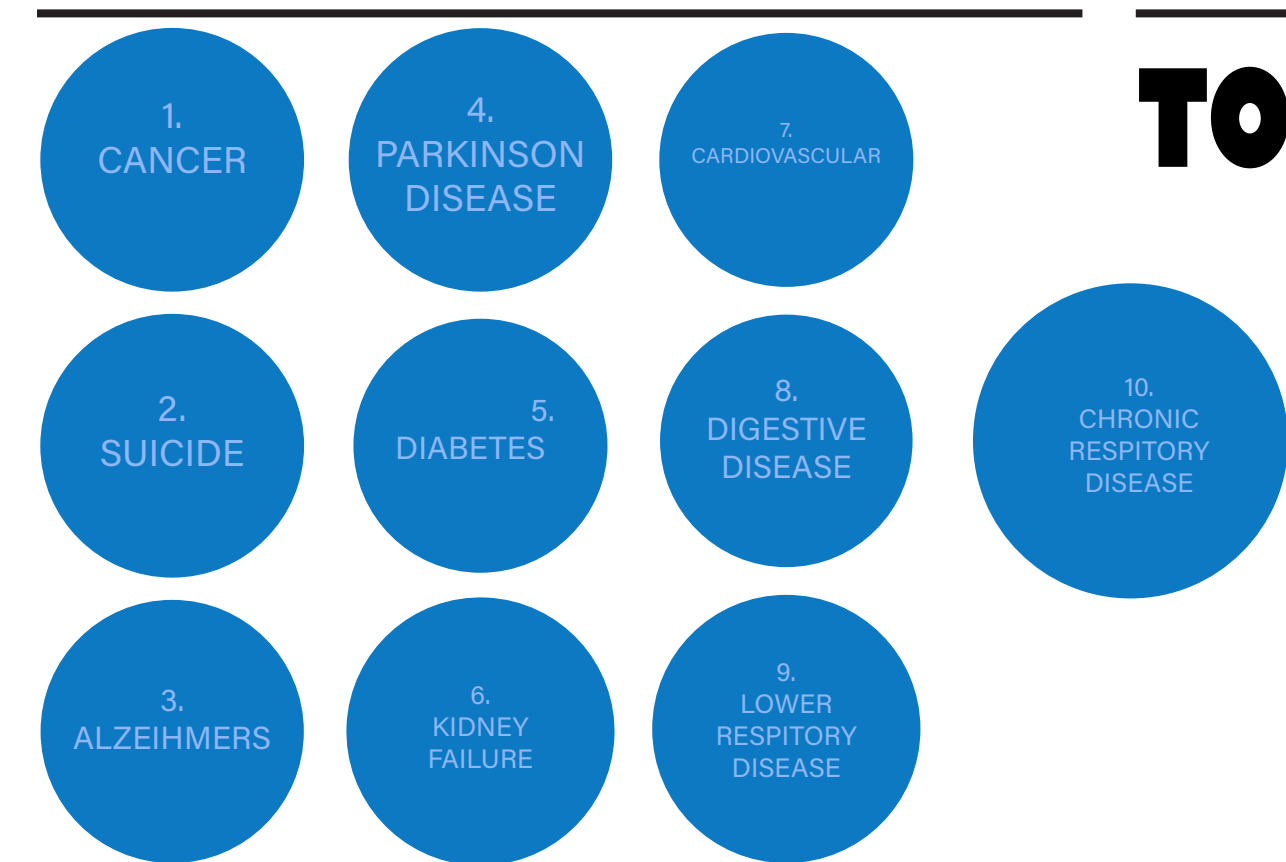 1.
CANCER
2.
SUICIDE
3.
ALZEIHMERS
4.
PARKINSON
DISEASE
5.
DIABETES
6.
KIDNEY
FAILURE
7.
CARDIOVASCULAR
8.
DIGESTIVE
DISEASE
9.
LOWER
RESPITORY
DISEASE
10.
CHRONIC
RESPITORY
DISEASE
TO